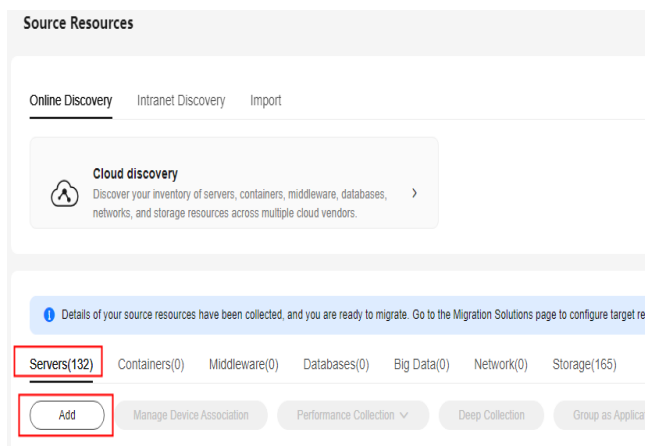 Source Resources
Online Discovery Intranet Discovery Import
Cloud discovery
Discover your inventory of servers, containers, middleware, databases,
networks, and storage resources across multiple cloud vendors.
Details of your source resources have been collected, and you are ready to migrate. Go to the Migration Solutions page to configure target re
Servers(132) Containers(0) Middleware(0) Databases(0) Big Data(0) Network(0) Storage(165)
Add Manage Device Association Performance Collection Deep Collection Group as Applica